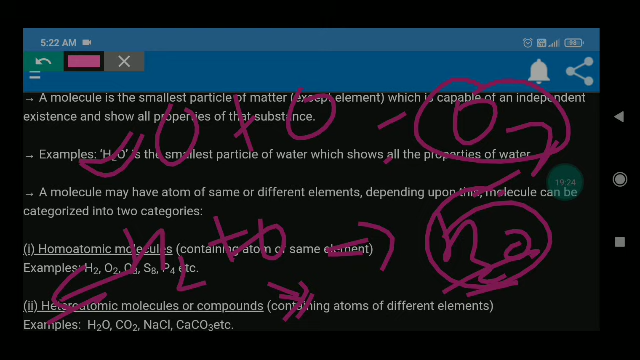 5:22 AM
99
→ A molecule is the smallest particle of matter (except element) which is capable of an independent
existence and show all properties of that substance.
O + O = O2
→ Examples: 'H₂O' is the smallest particle of water which shows all the properties of water.
19:24
→ A molecule may have atom of same or different elements, depending upon this, molecule can be
categorized into two categories:
(i) Homoatomic molecules (containing atom of same element)
Examples: H₂, O₂, O₃, S₈, P₄ etc.
(ii) Heteroatomic molecules or compounds (containing atoms of different elements)
Examples: H₂O, CO₂, NaCl, CaCO₃etc.